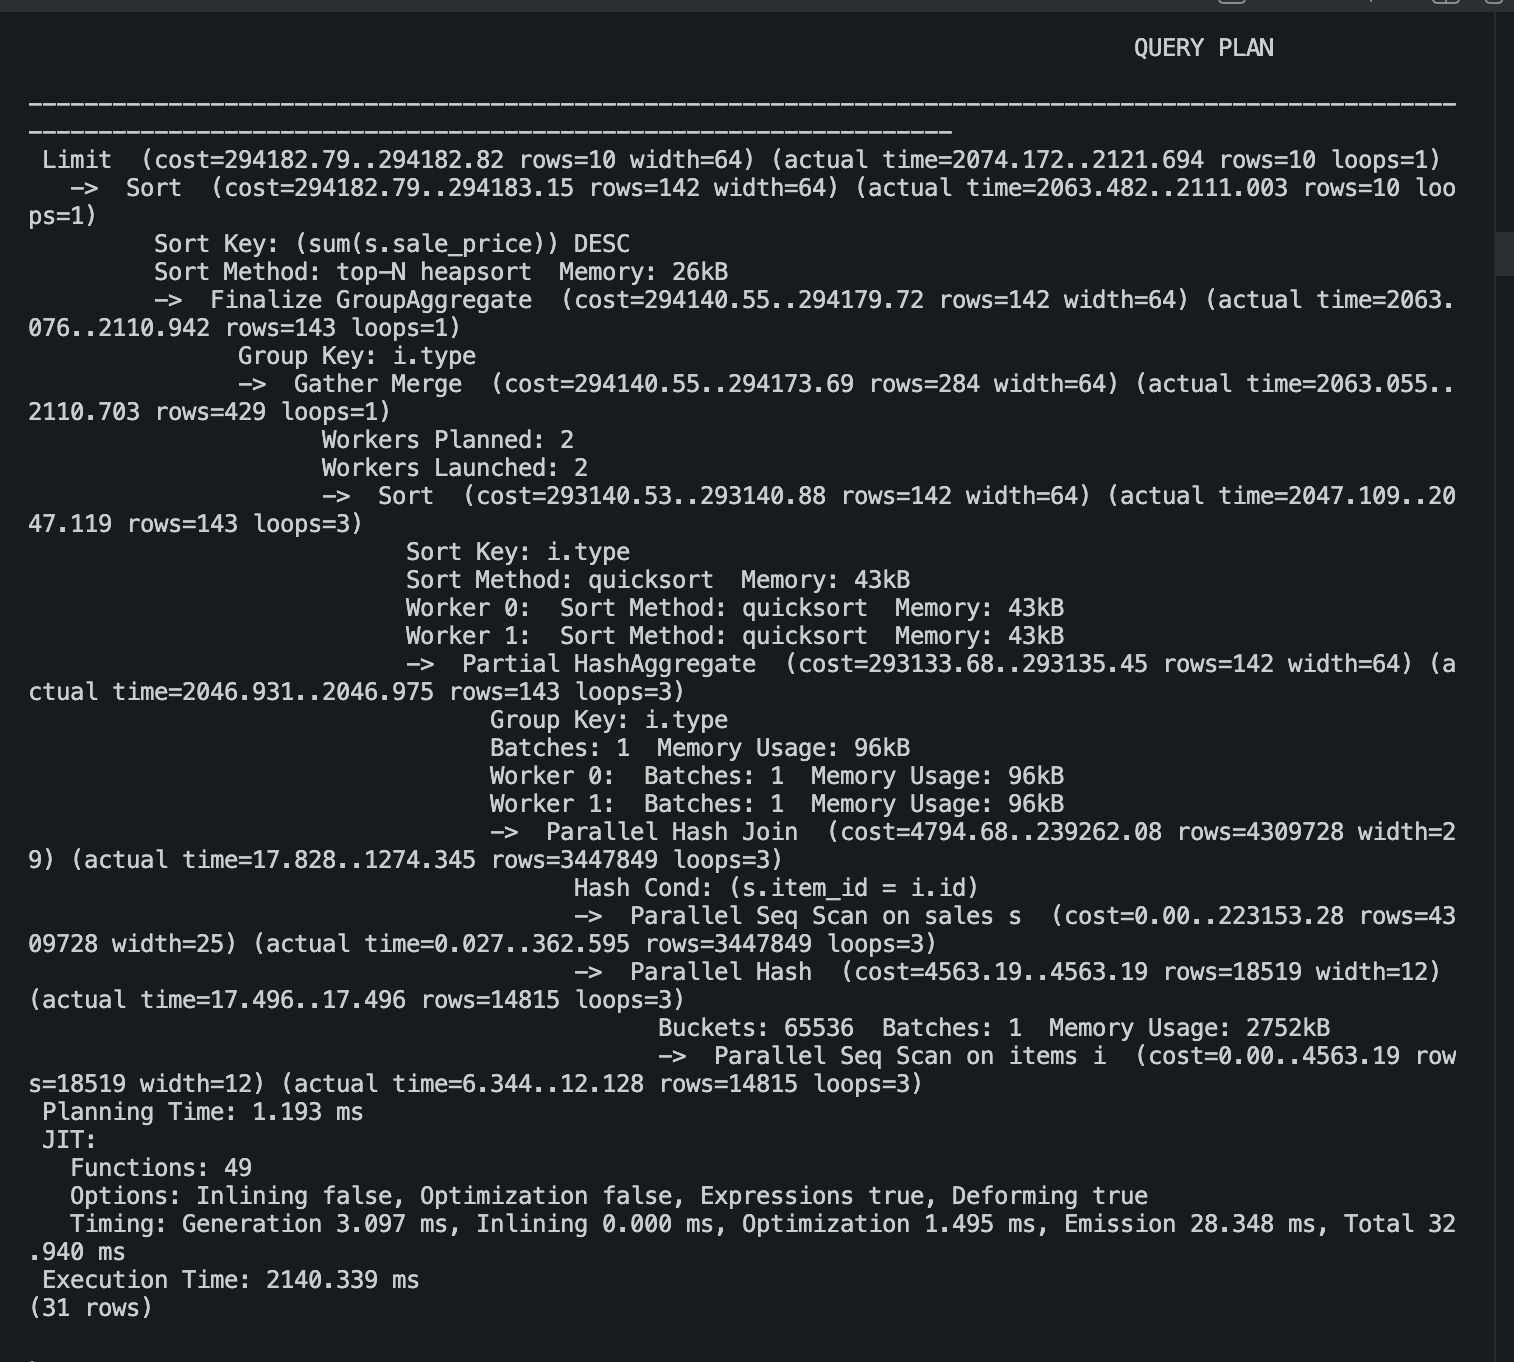 QUERY PLAN
------------------------------------------------------------------------------------------------------
------------------------------------------------------------------
Limit  (cost=294182.79..294182.82 rows=10 width=64) (actual time=2074.172..2121.694 rows=10 loops=1)
->  Sort  (cost=294182.79..294183.15 rows=142 width=64) (actual time=2063.482..2111.003 rows=10 loo
ps=1)
Sort Key: (sum(s.sale_price)) DESC
Sort Method: top-N heapsort  Memory: 26kB
->  Finalize GroupAggregate  (cost=294140.55..294179.72 rows=142 width=64) (actual time=2063.
076..2110.942 rows=143 loops=1)
Group Key: i.type
->  Gather Merge  (cost=294140.55..294173.69 rows=284 width=64) (actual time=2063.055..
2110.703 rows=429 loops=1)
Workers Planned: 2
Workers Launched: 2
->  Sort  (cost=293140.53..293140.88 rows=142 width=64) (actual time=2047.109..20
47.119 rows=143 loops=3)
Sort Key: i.type
Sort Method: quicksort  Memory: 43kB
Worker 0:  Sort Method: quicksort  Memory: 43kB
Worker 1:  Sort Method: quicksort  Memory: 43kB
->  Partial HashAggregate  (cost=293133.68..293135.45 rows=142 width=64) (a
ctual time=2046.931..2046.975 rows=143 loops=3)
Group Key: i.type
Batches: 1  Memory Usage: 96kB
Worker 0:  Batches: 1  Memory Usage: 96kB
Worker 1:  Batches: 1  Memory Usage: 96kB
->  Parallel Hash Join  (cost=4794.68..239262.08 rows=4309728 width=2
9) (actual time=17.828..1274.345 rows=3447849 loops=3)
Hash Cond: (s.item_id = i.id)
->  Parallel Seq Scan on sales s  (cost=0.00..223153.28 rows=43
09728 width=25) (actual time=0.027..362.595 rows=3447849 loops=3)
->  Parallel Hash  (cost=4563.19..4563.19 rows=18519 width=12)
(actual time=17.496..17.496 rows=14815 loops=3)
Buckets: 65536  Batches: 1  Memory Usage: 2752kB
->  Parallel Seq Scan on items i  (cost=0.00..4563.19 row
s=18519 width=12) (actual time=6.344..12.128 rows=14815 loops=3)
Planning Time: 1.193 ms
JIT:
Functions: 49
Options: Inlining false, Optimization false, Expressions true, Deforming true
Timing: Generation 3.097 ms, Inlining 0.000 ms, Optimization 1.495 ms, Emission 28.348 ms, Total 32
.940 ms
Execution Time: 2140.339 ms
(31 rows)